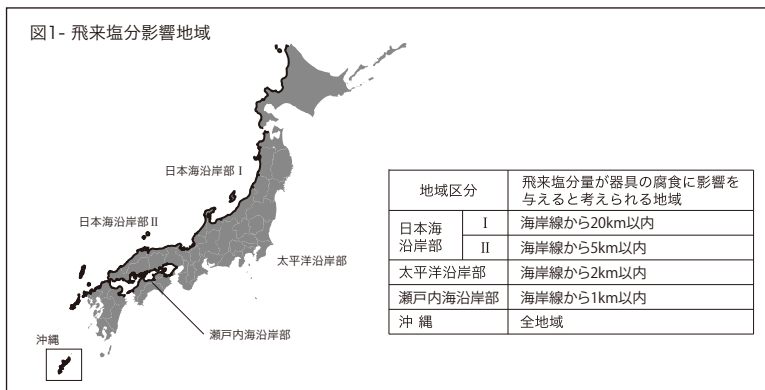 図1- 飛来塩分影響地域
日本海沿岸部 I
日本海沿岸部 II
太平洋沿岸部
瀬戸内海沿岸部
沖縄
地域区分
飛来塩分量が器具の腐食に影響を
与えると考えられる地域
日本海
沿岸部
I
海岸線から20km以内
II
海岸線から5km以内
太平洋沿岸部
海岸線から2km以内
瀬戸内海沿岸部
海岸線から1km以内
沖 縄
全地域